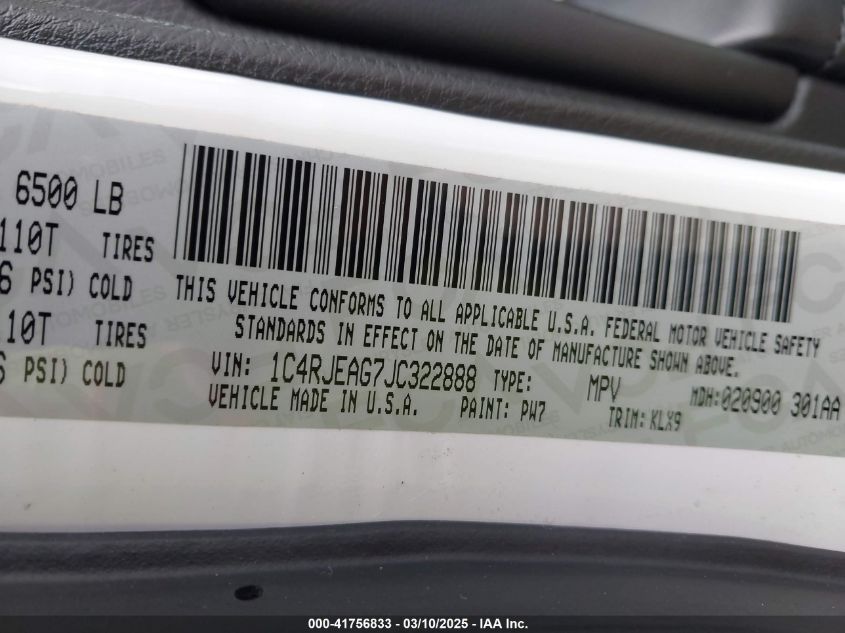 6500 LB
110T TIRES
6 PSI) COLD
110T TIRES
6 PSI) COLD
THIS VEHICLE CONFORMS TO ALL APPLICABLE U.S.A. FEDERAL MOTOR VEHICLE SAFETY
STANDARDS IN EFFECT ON THE DATE OF MANUFACTURE SHOWN ABOVE.
VIN: 1C4RJEAG7JC322888 TYPE: MPV MDH:020900 301AA
VEHICLE MADE IN U.S.A. PAINT: PW7 TRIM: KLX9
000-41756833 - 03/10/2025 - IAA Inc.